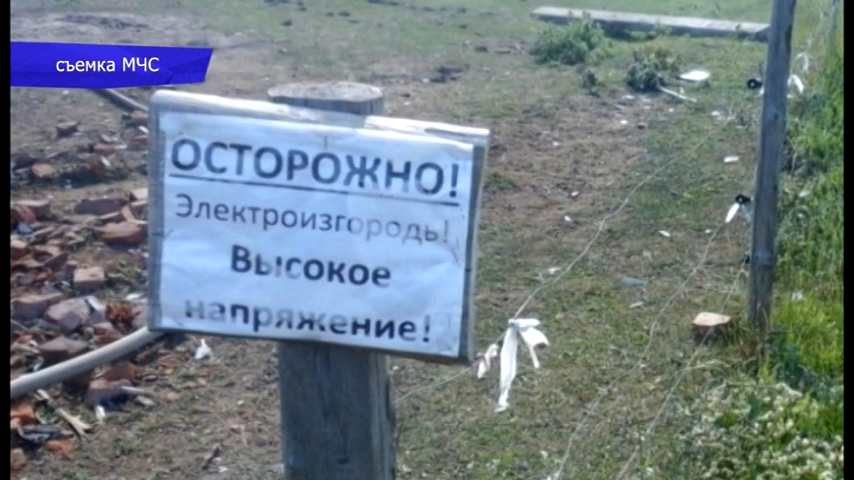 съемка МЧС
ОСТОРОЖНО!
Электроизгородь!
Высокое
напряжение!